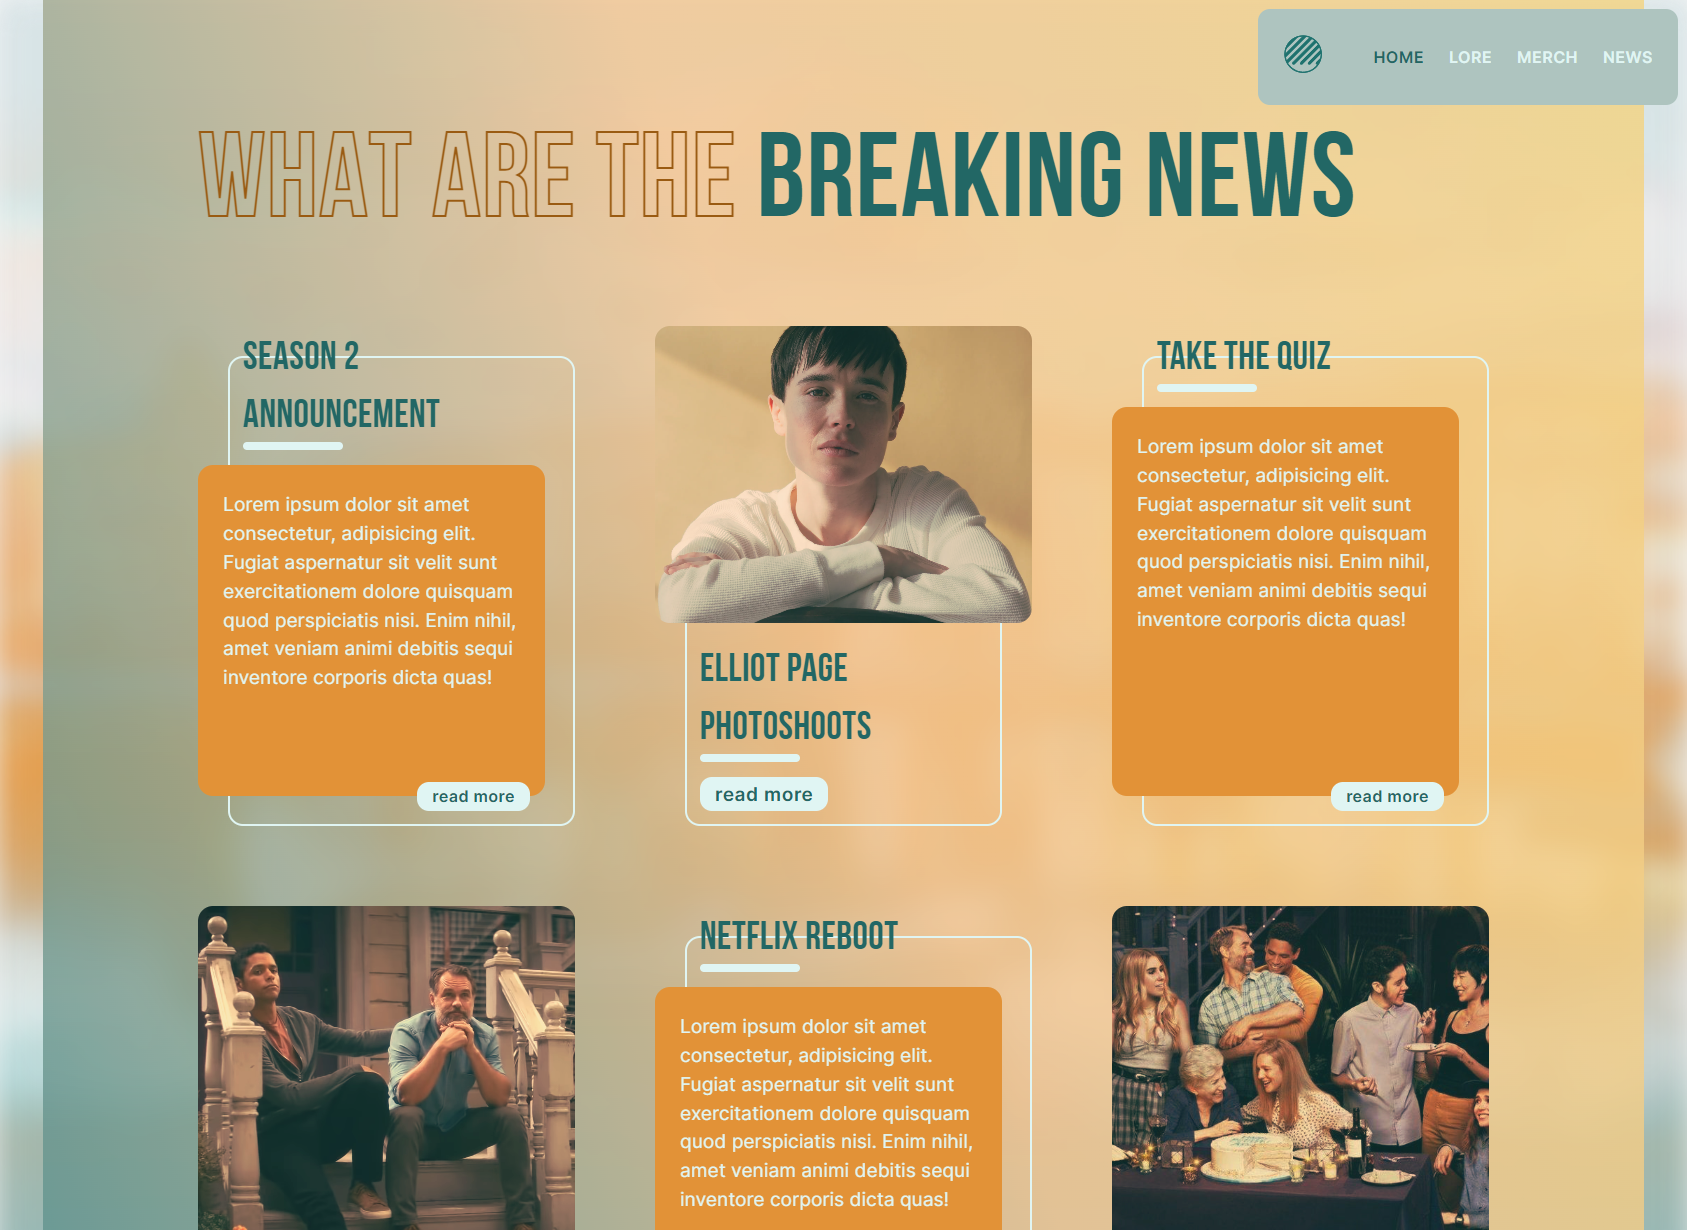 HOME LORE MERCH NEWS
WHAT ARE THE BREAKING NEWS
SEASON 2
ANNOUNCEMENT
Lorem ipsum dolor sit amet
consectetur, adipisicing elit.
Fugiat aspernatur sit velit sunt
exercitationem dolore quisquam
quod perspiciatis nisi. Enim nihil,
amet veniam animi debitis sequi
inventore corporis dicta quas!
read more
ELLIOT PAGE
PHOTOSHOOTS
read more
TAKE THE QUIZ
Lorem ipsum dolor sit amet
consectetur, adipisicing elit.
Fugiat aspernatur sit velit sunt
exercitationem dolore quisquam
quod perspiciatis nisi. Enim nihil,
amet veniam animi debitis sequi
inventore corporis dicta quas!
read more
NETFLIX REBOOT
Lorem ipsum dolor sit amet
consectetur, adipisicing elit.
Fugiat aspernatur sit velit sunt
exercitationem dolore quisquam
quod perspiciatis nisi. Enim nihil,
amet veniam animi debitis sequi
inventore corporis dicta quas!